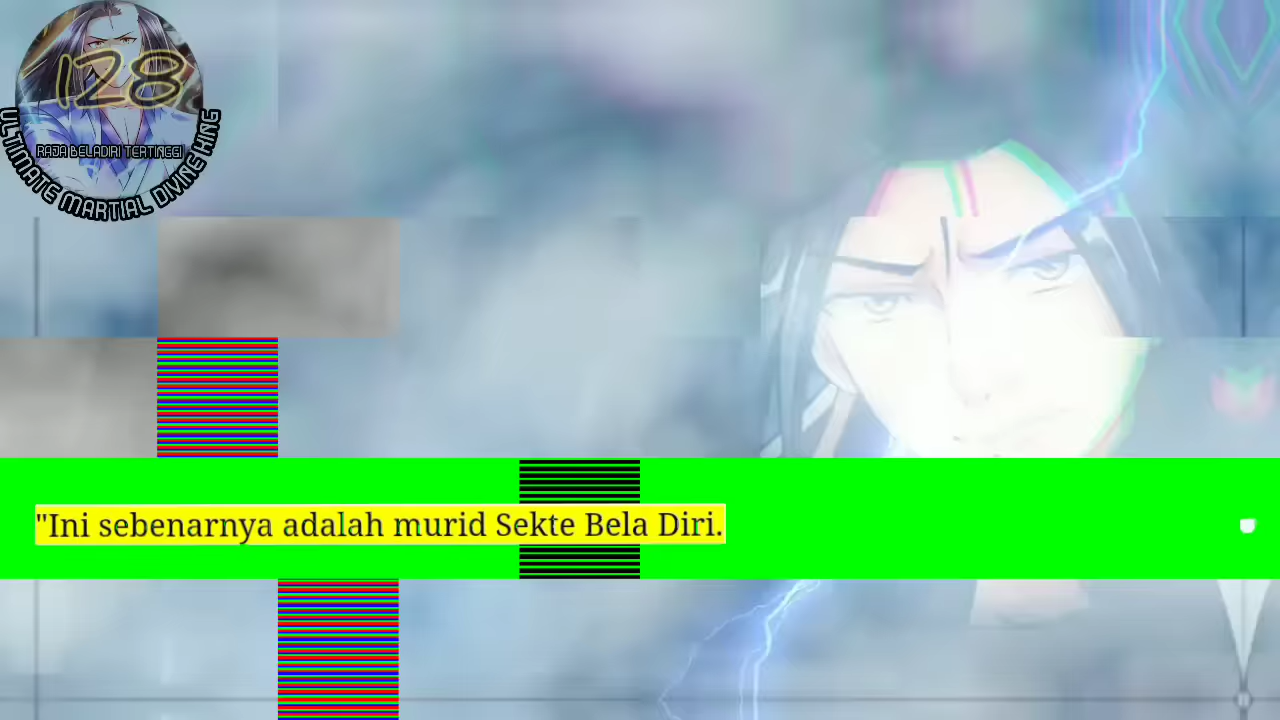 128
RAJA BELADIRI TERTINGGI
ULTIMATE MARTIAL DIVINE KING
"Ini sebenarnya adalah murid Sekte Bela Diri.